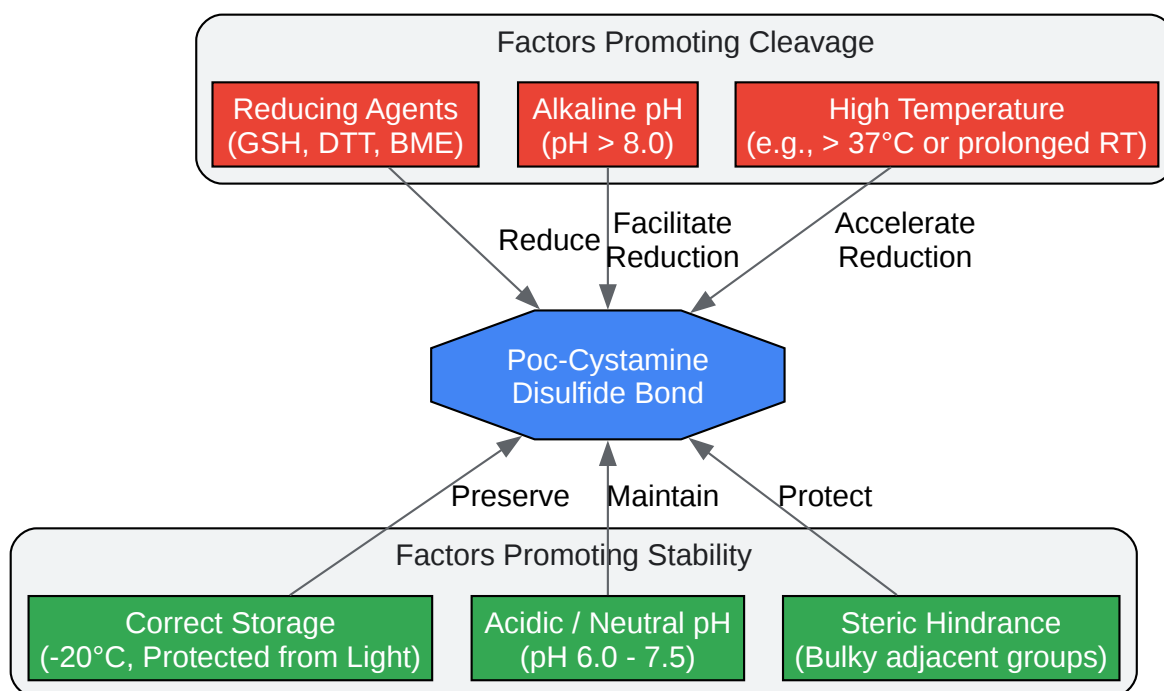 Factors Promoting Cleavage
Reducing Agents
(GSH, DTT, BME)
Alkaline pH
(pH > 8.0)
High Temperature
(e.g., > 37°C or prolonged RT)
Reduce
Facilitate
Reduction
Accelerate
Reduction
Poc-Cystamine
Disulfide Bond
Preserve
Maintain
Protect
Factors Promoting Stability
Correct Storage
(-20°C, Protected from Light)
Acidic / Neutral pH
(pH 6.0 - 7.5)
Steric Hindrance
(Bulky adjacent groups)